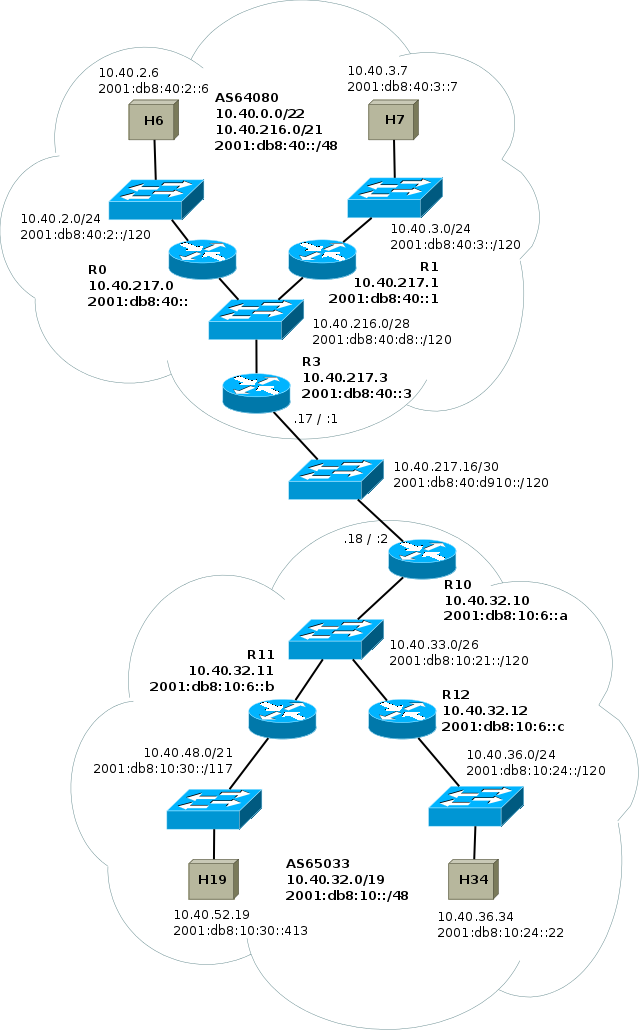 10.40.2.6
2001:db8:40:2::6
10.40.3.7
2001:db8:40:3::7
AS64080
10.40.0.0/22
10.40.216.0/21
2001:db8:40::/48
H6
H7
10.40.2.0/24
2001:db8:40:2::/120
10.40.3.0/24
2001:db8:40:3::/120
R0
10.40.217.0
2001:db8:40::
R1
10.40.217.1
2001:db8:40::1
10.40.216.0/28
2001:db8:40:d8::/120
R3
10.40.217.3
2001:db8:40::3
.17 / :1
10.40.217.16/30
2001:db8:40:d910::/120
.18 / :2
R10
10.40.32.10
2001:db8:10:6::a
10.40.33.0/26
2001:db8:10:21::/120
R11
10.40.32.11
2001:db8:10:6::b
R12
10.40.32.12
2001:db8:10:6::c
10.40.48.0/21
2001:db8:10:30::/117
10.40.36.0/24
2001:db8:10:24::/120
H19
AS65033
10.40.32.0/19
2001:db8:10::/48
H34
10.40.52.19
2001:db8:10:30::413
10.40.36.34
2001:db8:10:24::22